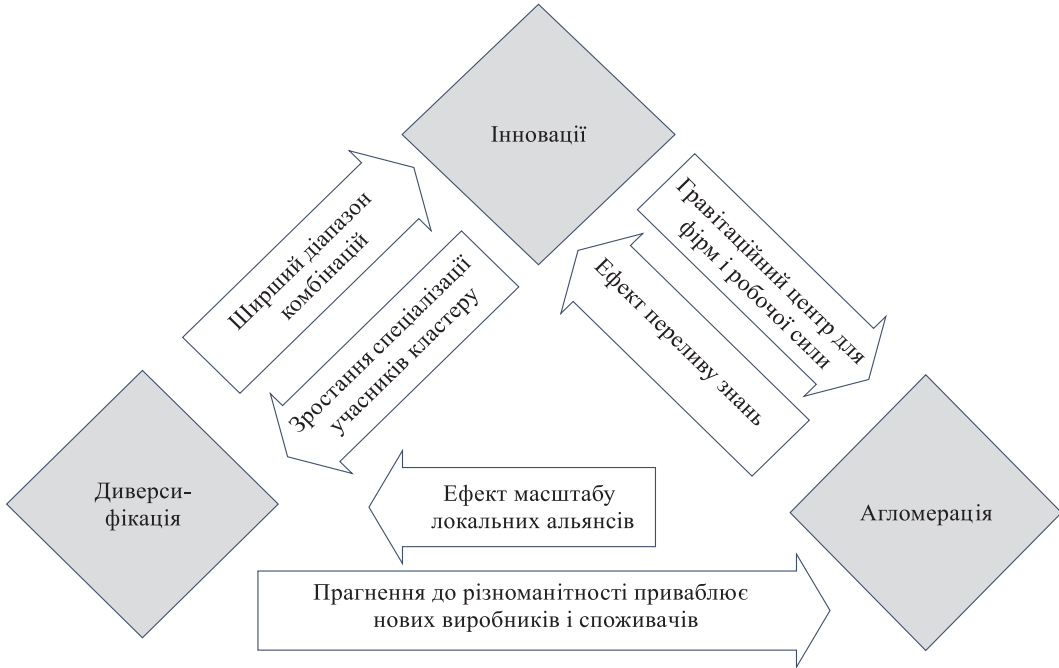 Інновації
Ширший діапазон
комбінацій
Зростання спеціалізації
учасників кластеру
Гравітаційний центр для
фірм і робочої сили
Ефект переливу знань
Диверси-
фікація
Ефект масштабу
локальних альянсів
Агломерація
Прагнення до різноманітності приваблює
нових виробників і споживачів